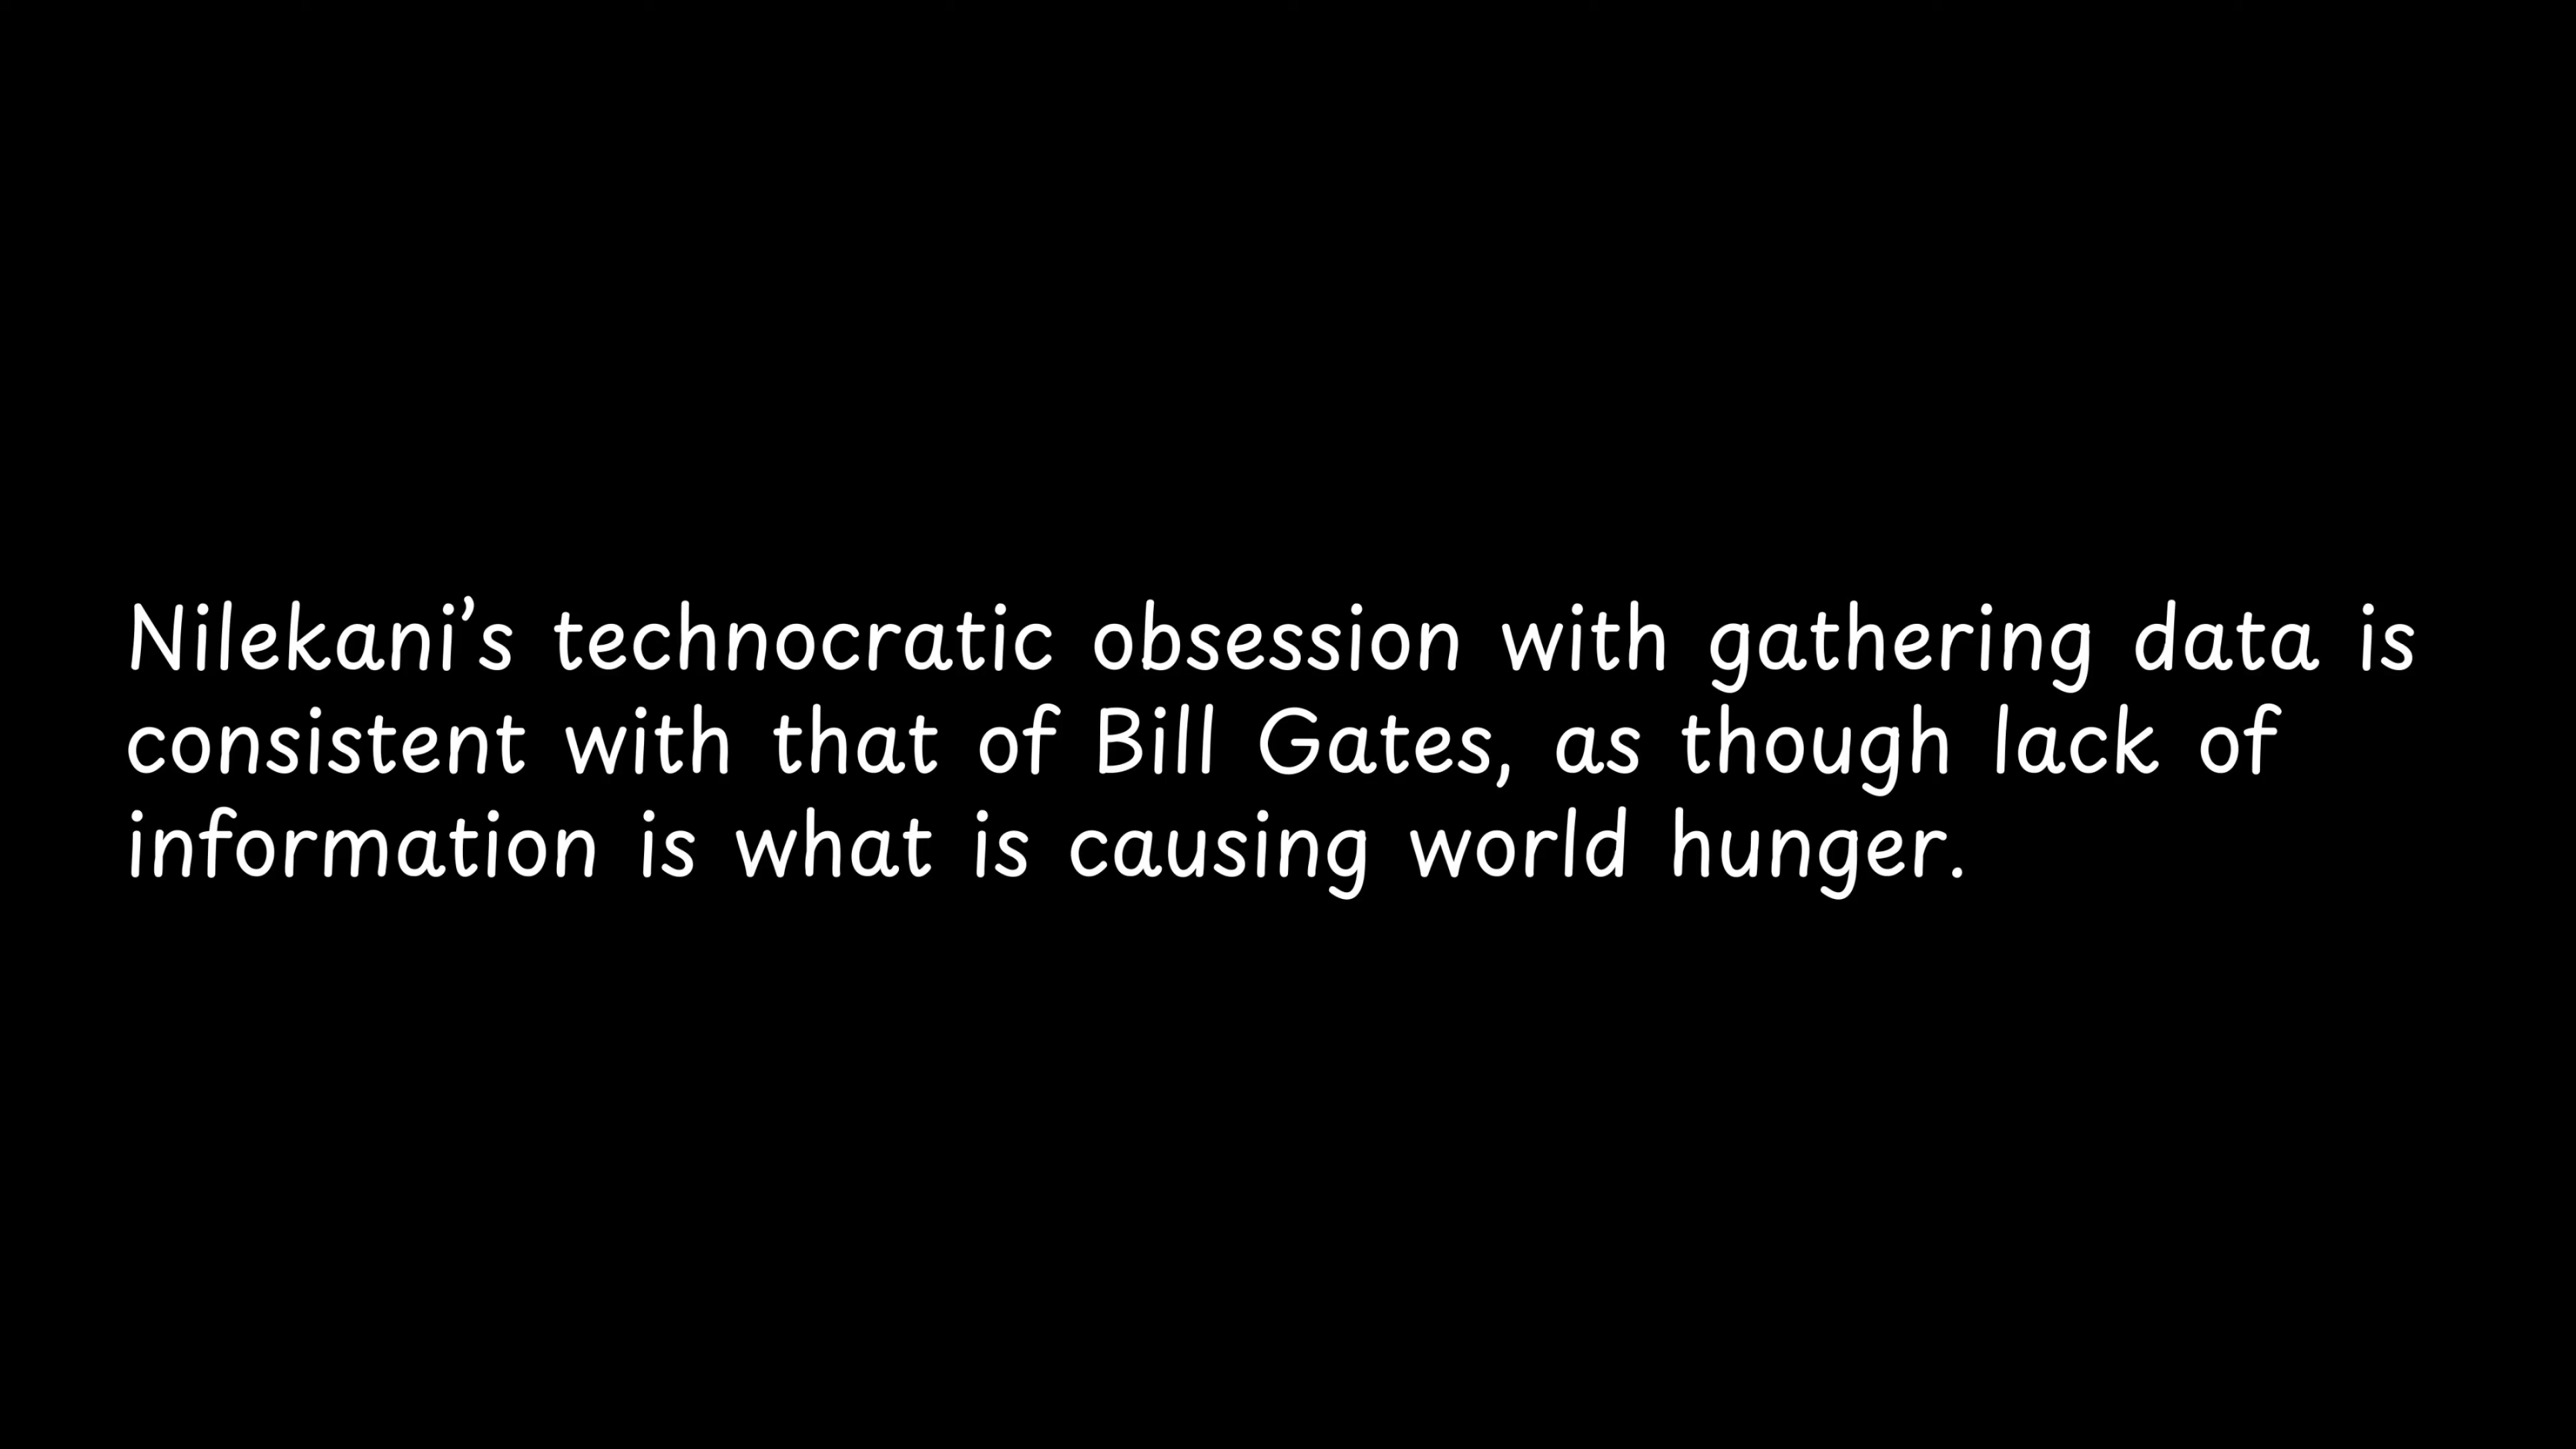 Nilekani’s technocratic obsession with gathering data is
consistent with that of Bill Gates, as though lack of
information is what is causing world hunger.